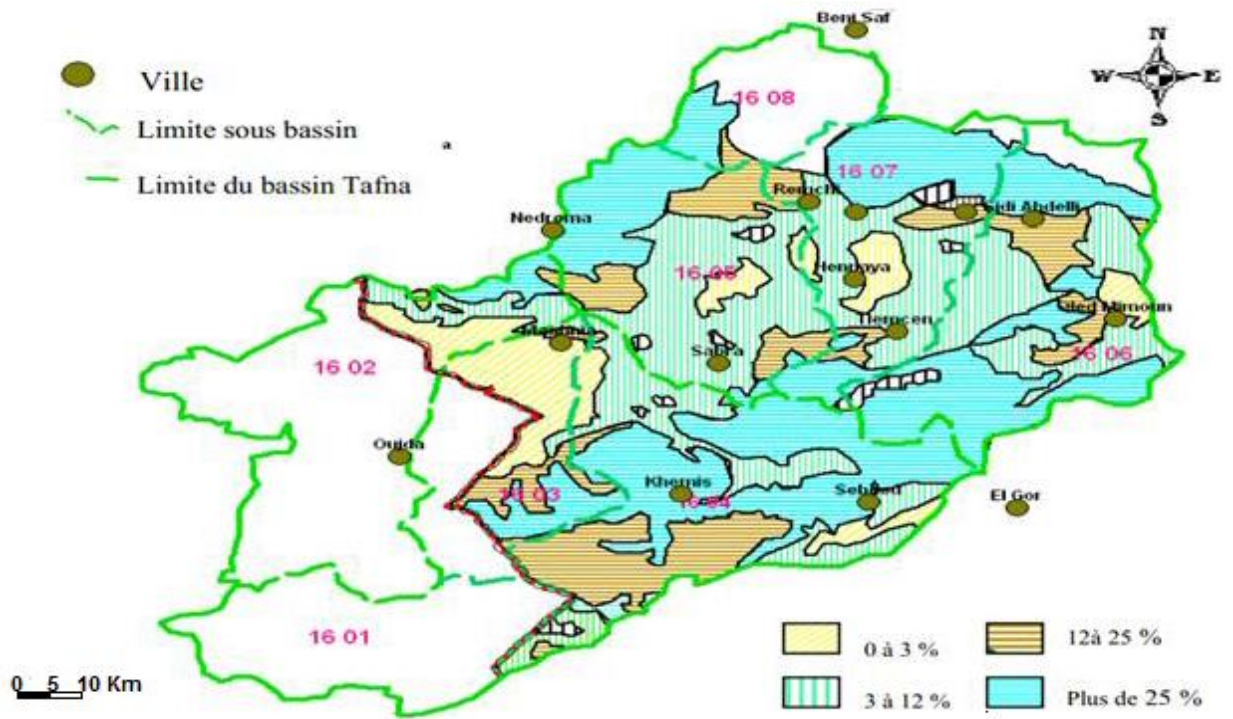 Beni Saf
N
W E
S
Ville
Limite sous bassin
a
Limite du bassin Tafna
16 08
16 07
Remchi
Sidi Abdelli
Nedroma
16 05
Hennaya
Maghnia
Tlemcen
Oiled Mimoun
Sabra
16 06
16 02
Oujda
16 03
Khemis
16 04
Sebdou
El Gor
16 01
0 à 3 %
12à 25 %
3 à 12 %
Plus de 25 %
0 5 10 Km